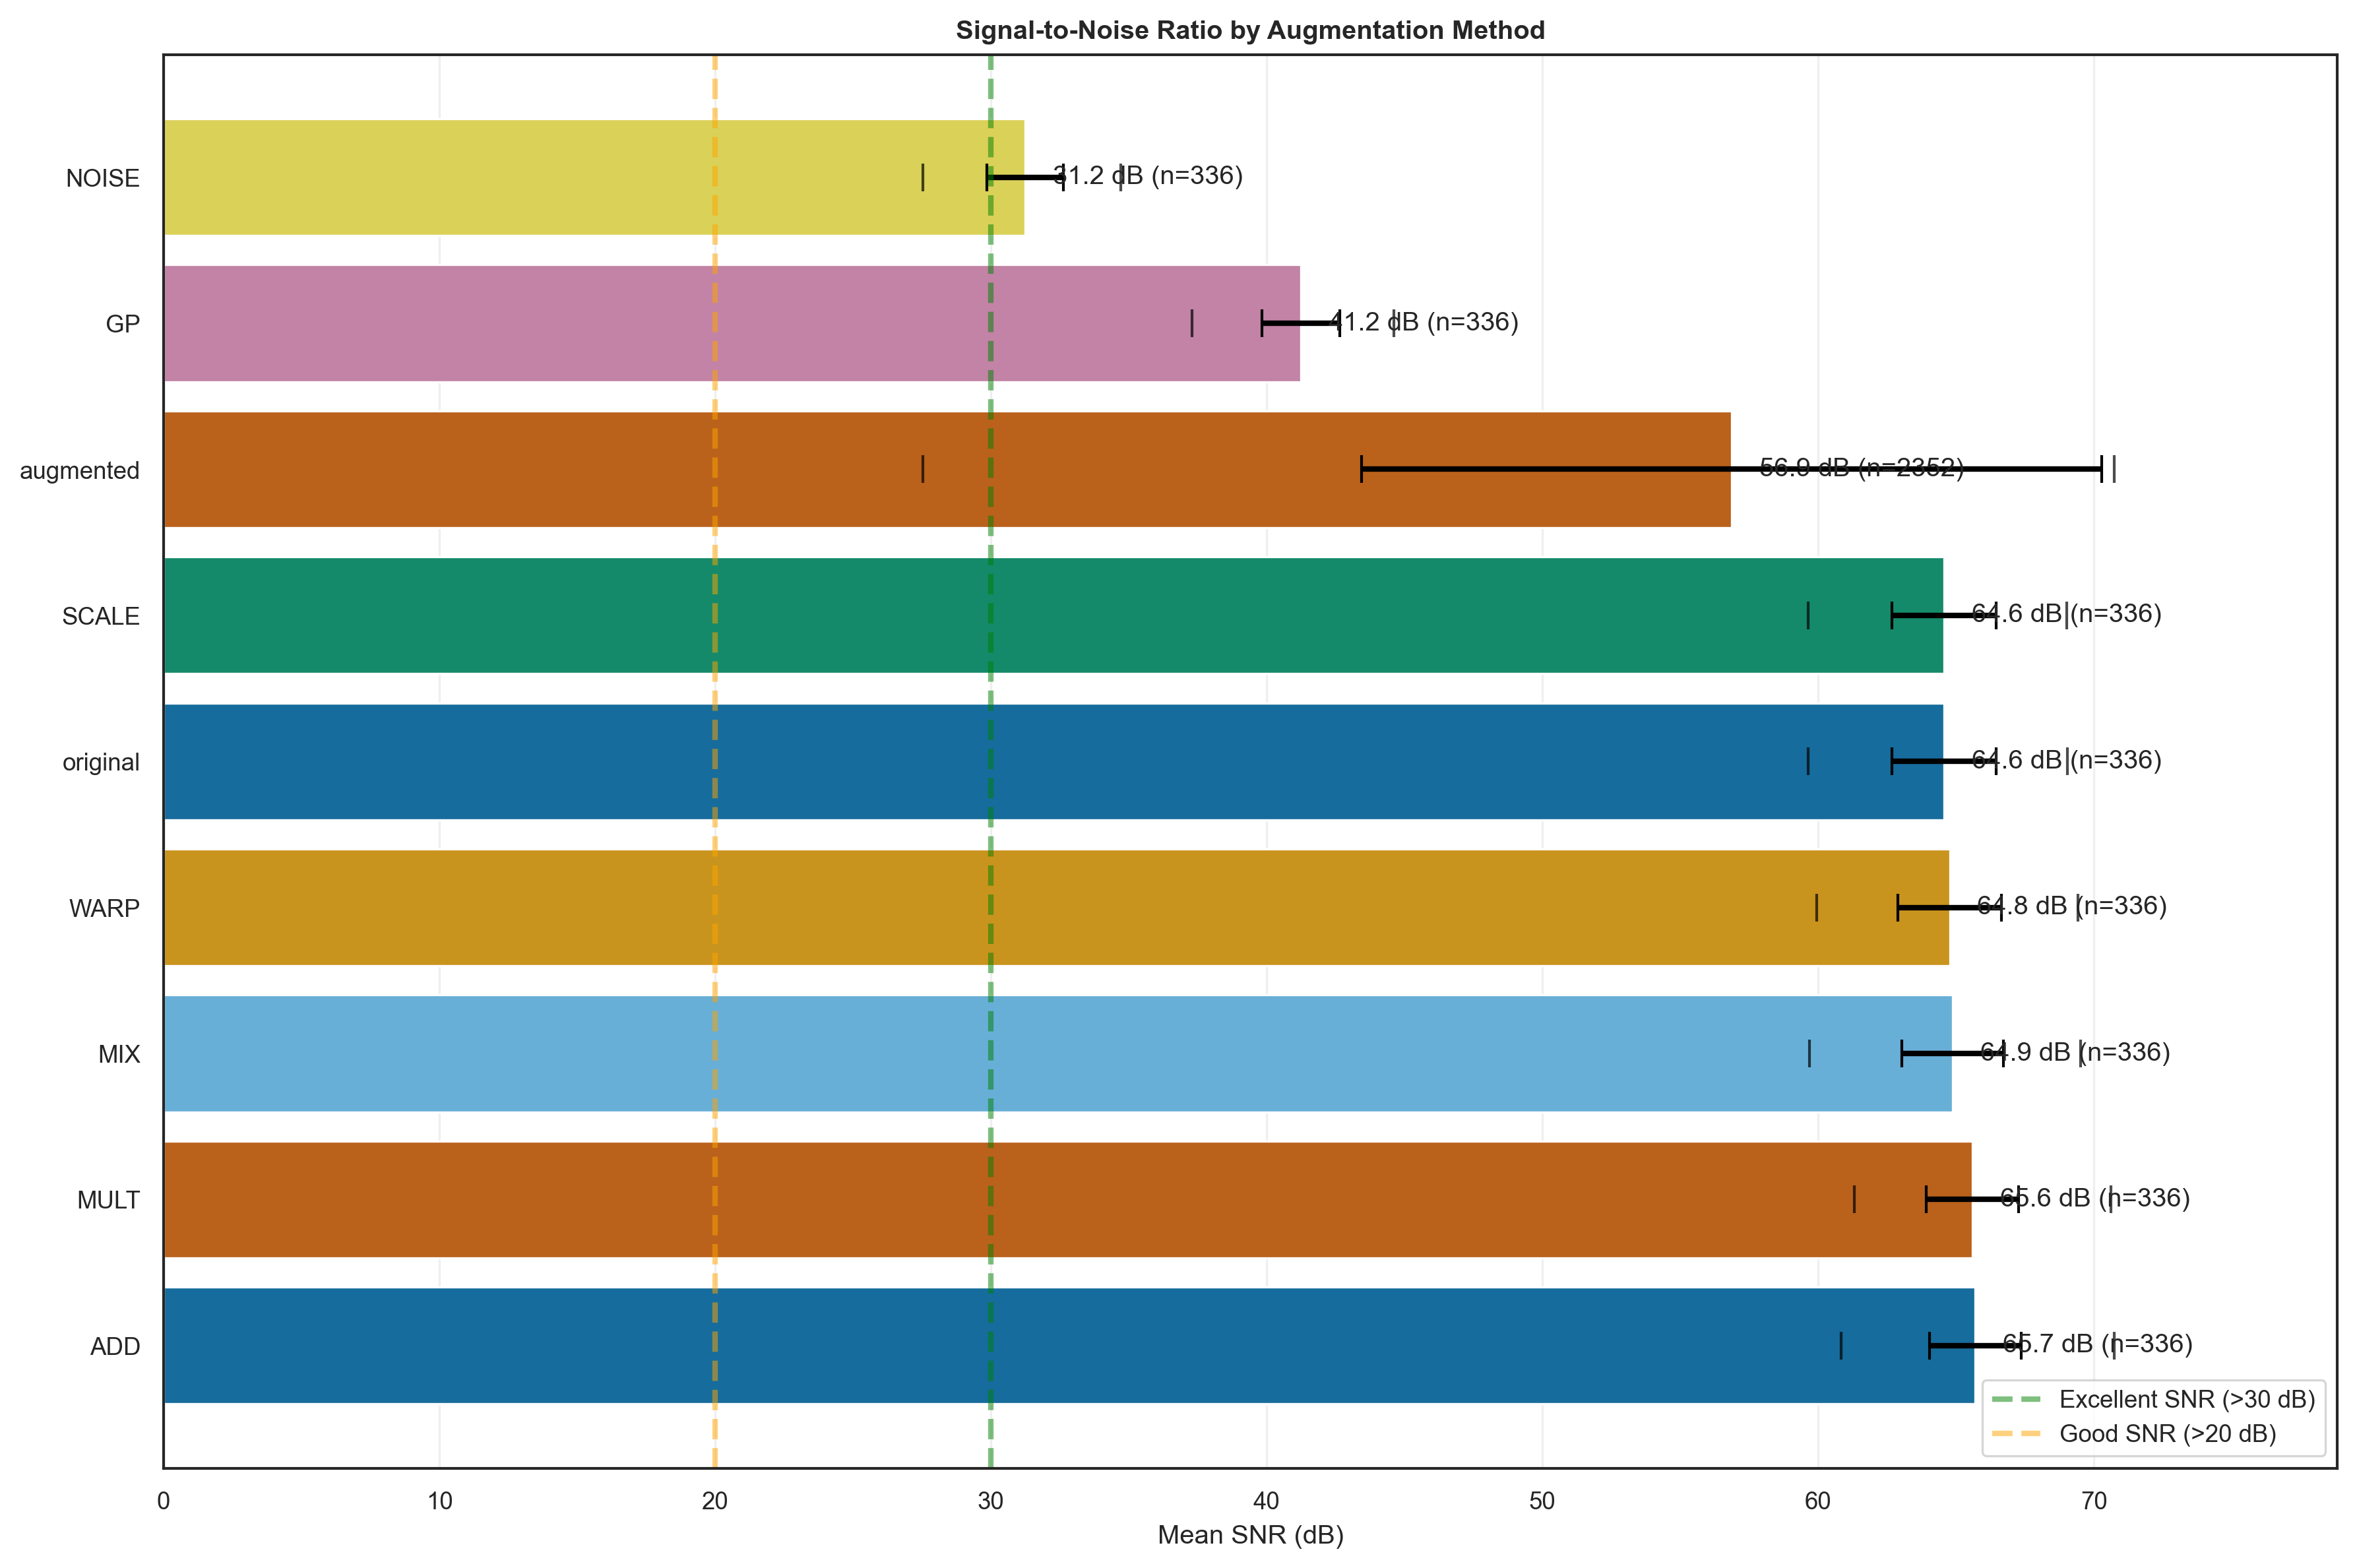 Signal-to-Noise Ratio by Augmentation Method
NOISE
31.2 dB (n=336)
GP
41.2 dB (n=336)
augmented
56.9 dB (n=2352)
SCALE
64.6 dB (n=336)
original
64.6 dB (n=336)
WARP
64.8 dB (n=336)
MIX
64.9 dB (n=336)
MULT
65.6 dB (n=336)
ADD
65.7 dB (n=336)
Excellent SNR (>30 dB)
Good SNR (>20 dB)
0 10 20 30 40 50 60 70
Mean SNR (dB)